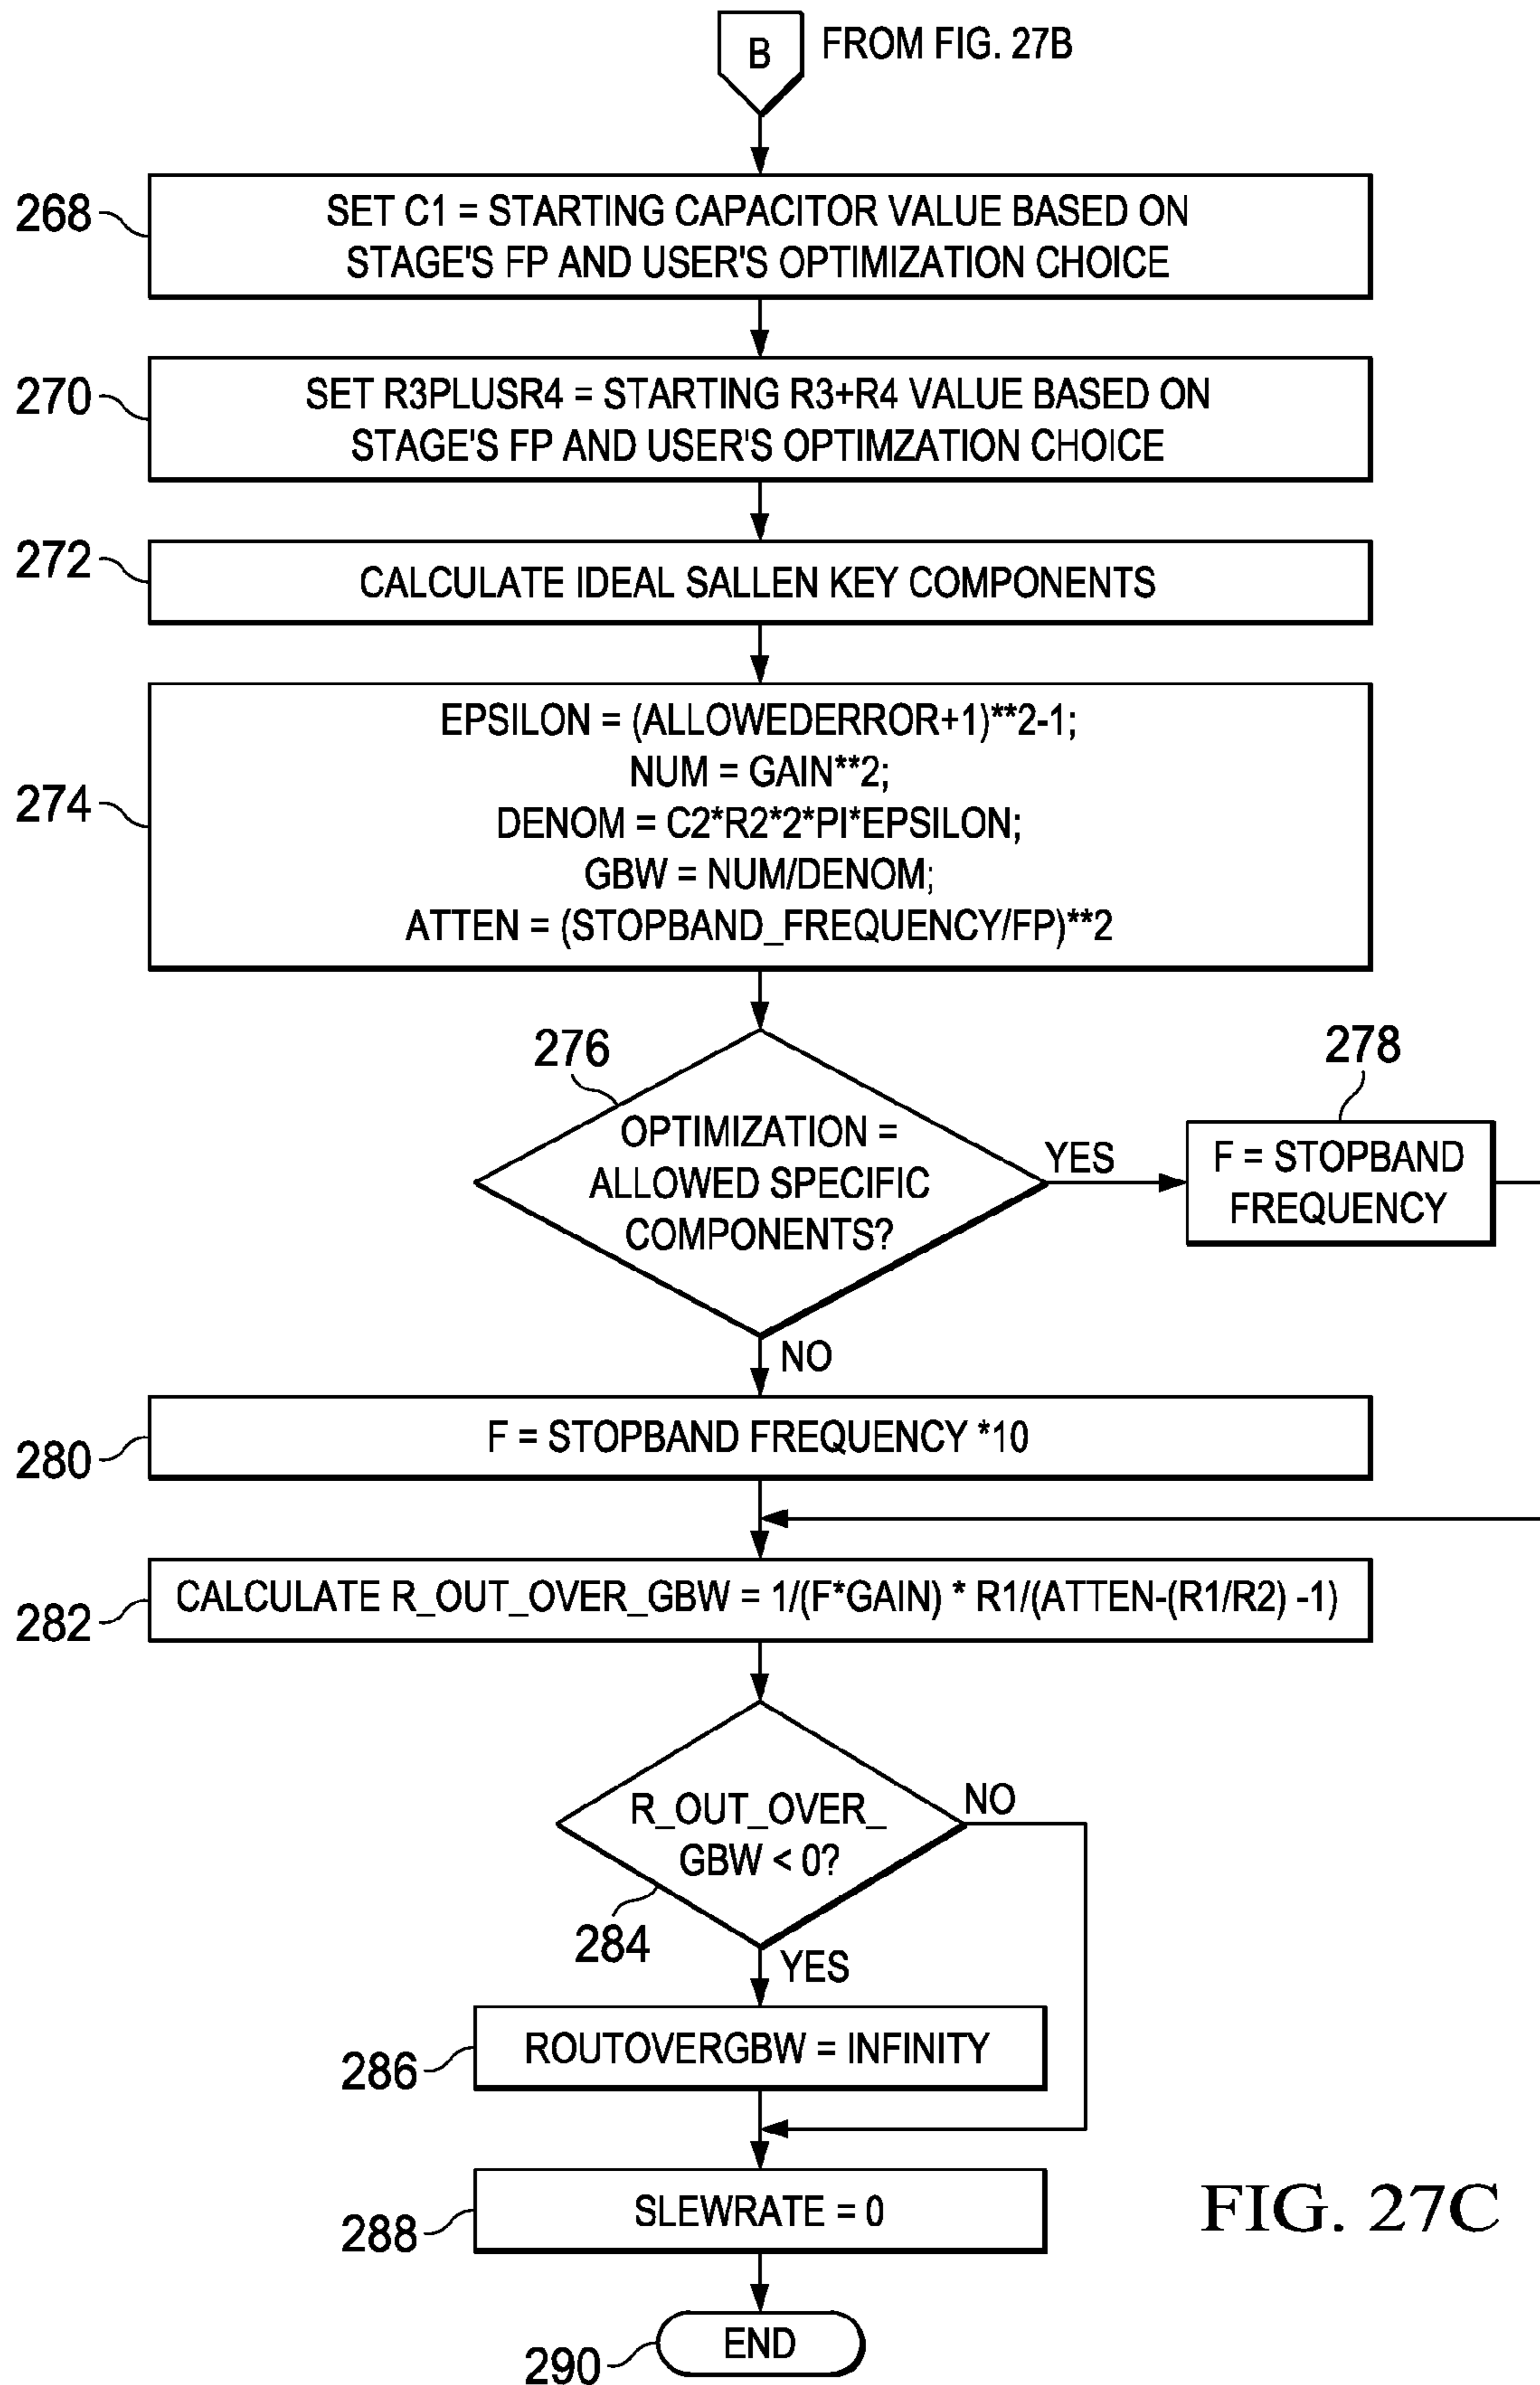 B
FROM FIG. 27B
268
SET C1 = STARTING CAPACITOR VALUE BASED ON
STAGE'S FP AND USER'S OPTIMIZATION CHOICE
270
SET R3PLUSR4 = STARTING R3+R4 VALUE BASED ON
STAGE'S FP AND USER'S OPTIMZATION CHOICE
272
CALCULATE IDEAL SALLEN KEY COMPONENTS
274
EPSILON = (ALLOWEDERROR+1)**2-1;
NUM = GAIN**2;
DENOM = C2*R2*2*PI*EPSILON;
GBW = NUM/DENOM;
ATTEN = (STOPBAND_FREQUENCY/FP)**2
276
OPTIMIZATION =
ALLOWED SPECIFIC
COMPONENTS?
YES
278
F = STOPBAND
FREQUENCY
NO
280
F = STOPBAND FREQUENCY *10
282
CALCULATE R_OUT_OVER_GBW = 1/(F*GAIN) * R1/(ATTEN-(R1/R2) -1)
R_OUT_OVER_
GBW < 0?
NO
284
YES
286
ROUTOVERGBW = INFINITY
288
SLEWRATE = 0
290
END
FIG. 27C